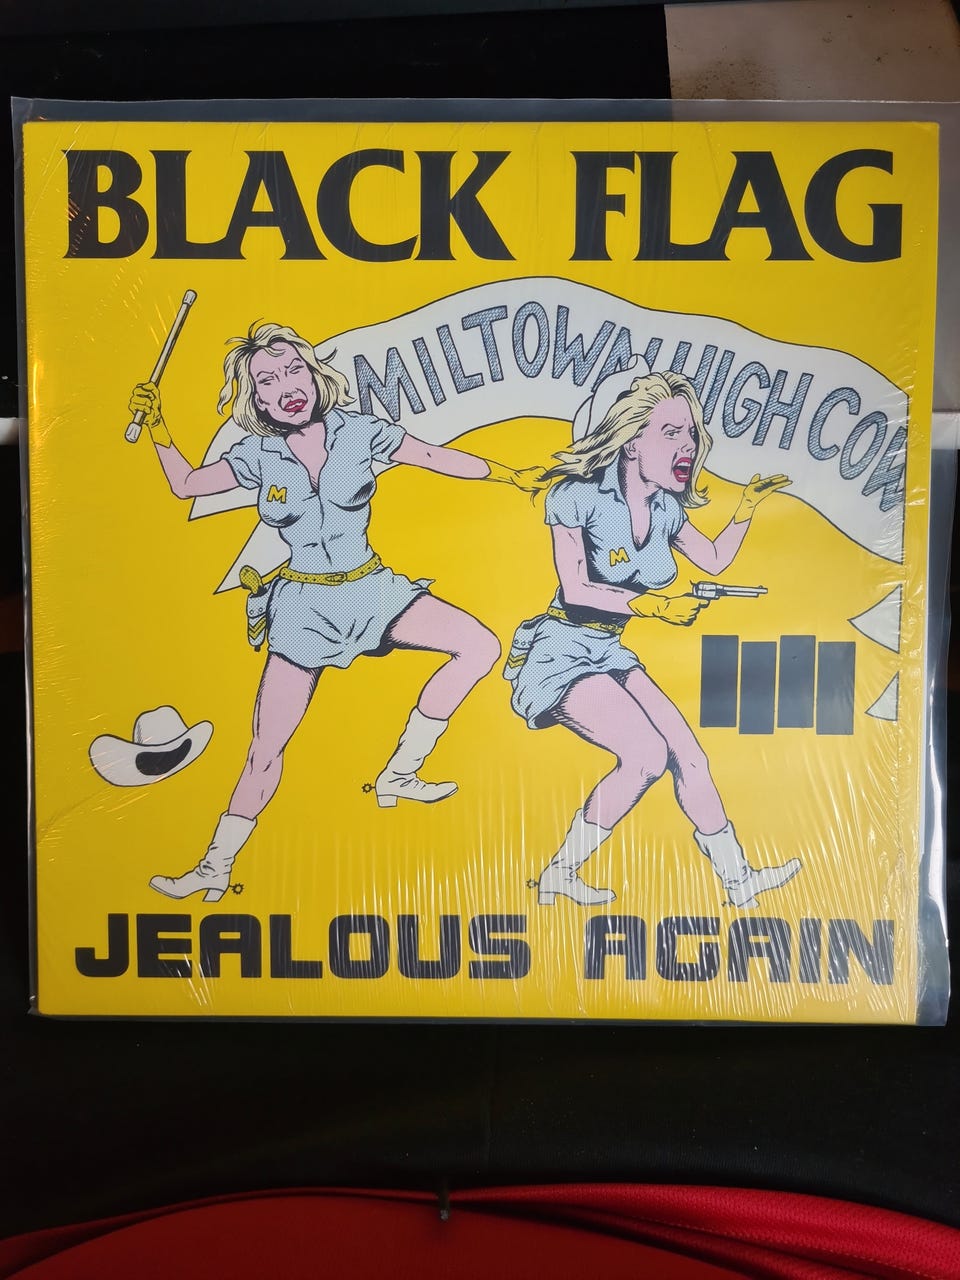 BLACK FLAG
MILTOWN HIGH COW
M
M
JEALOUS AGAIN